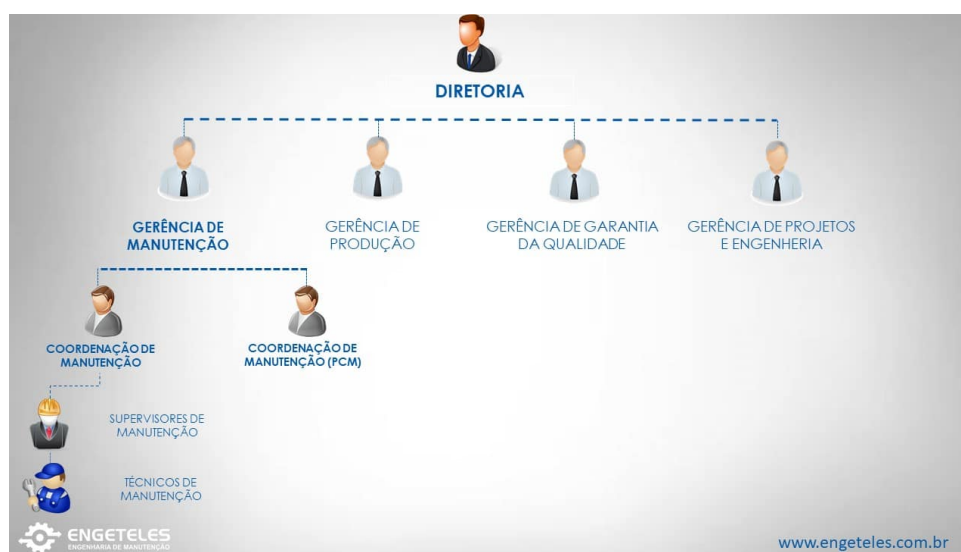 DIRETORIA
GERÊNCIA DE
MANUTENÇÃO
GERÊNCIA DE
PRODUÇÃO
GERÊNCIA DE GARANTIA
DA QUALIDADE
GERÊNCIA DE PROJETOS
E ENGENHERIA
COORDENAÇÃO DE
MANUTENÇÃO
COORDENAÇÃO DE
MANUTENÇÃO (PCM)
SUPERVISORES DE
MANUTENÇÃO
TÉCNICOS DE
MANUTENÇÃO
ENGETELES
ENGENHARIA DE MANUTENÇÃO
www.engeteles.com.br